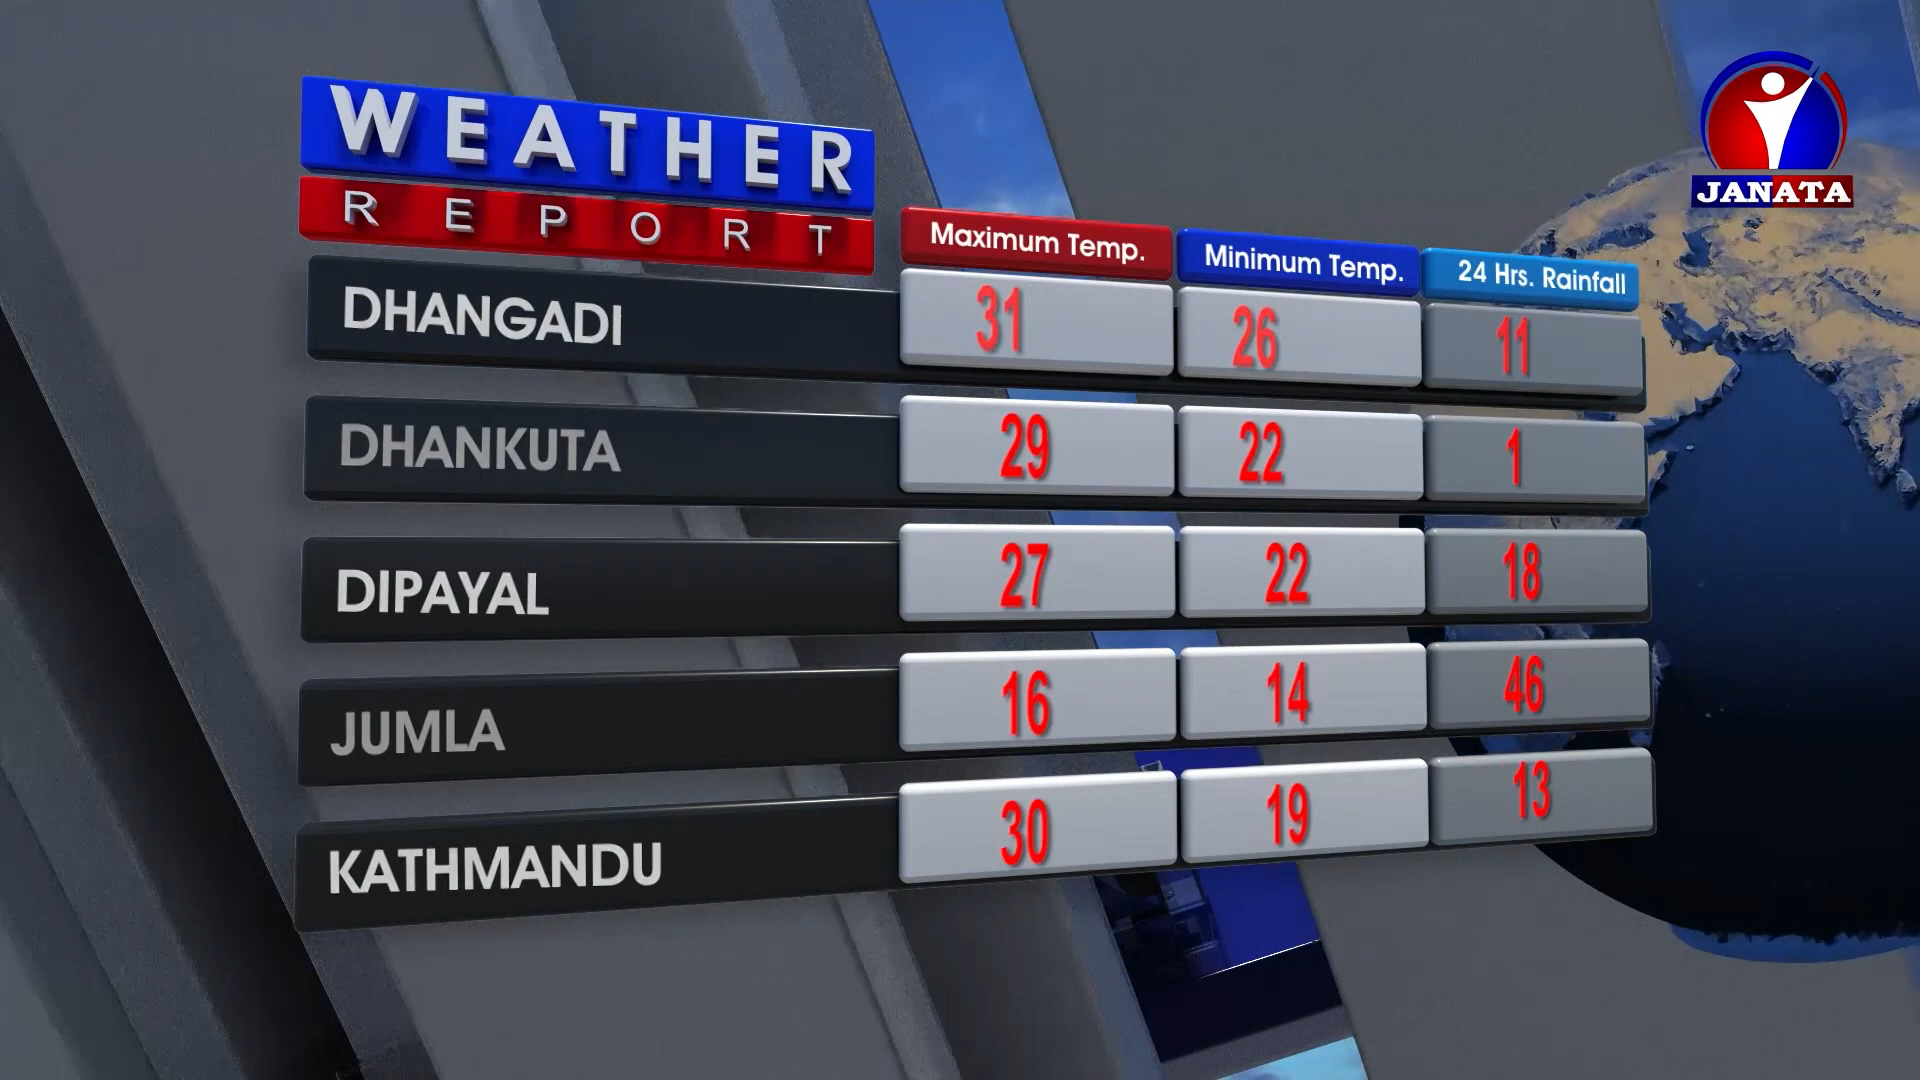 WEATHER
REPORT
JANATA
Maximum Temp. Minimum Temp. 24 Hrs. Rainfall
DHANGADI 31 26 11
DHANKUTA 29 22 1
DIPAYAL 27 22 18
JUMLA 16 14 46
KATHMANDU 30 19 13